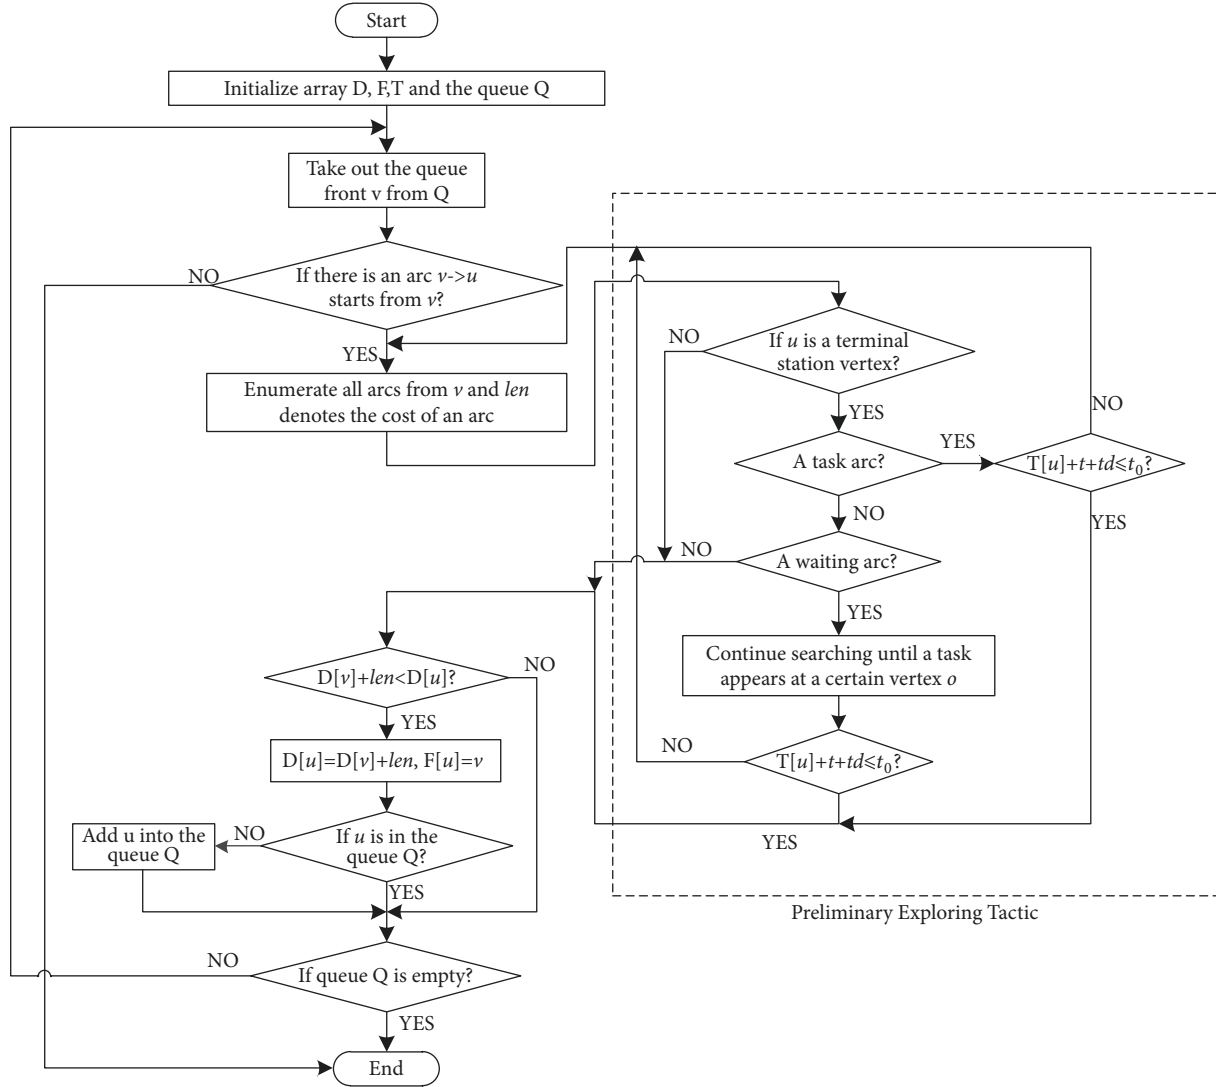 Start
Initialize array D, F,T and the queue Q
Take out the queue
front v from Q
NO
If there is an arc v->u
starts from v?
YES
Enumerate all arcs from v and len
denotes the cost of an arc
NO
If u is a terminal
station vertex?
YES
A task arc?
YES
NO
T[u]+t+td⩽t₀?
YES
NO
A waiting arc?
NO
YES
Continue searching until a task
appears at a certain vertex o
T[u]+t+td⩽t₀?
NO
YES
Preliminary Exploring Tactic
D[v]+len<D[u]?
NO
YES
D[u]=D[v]+len, F[u]=v
If u is in the
queue Q?
NO
Add u into the
queue Q
YES
If queue Q is empty?
NO
YES
End